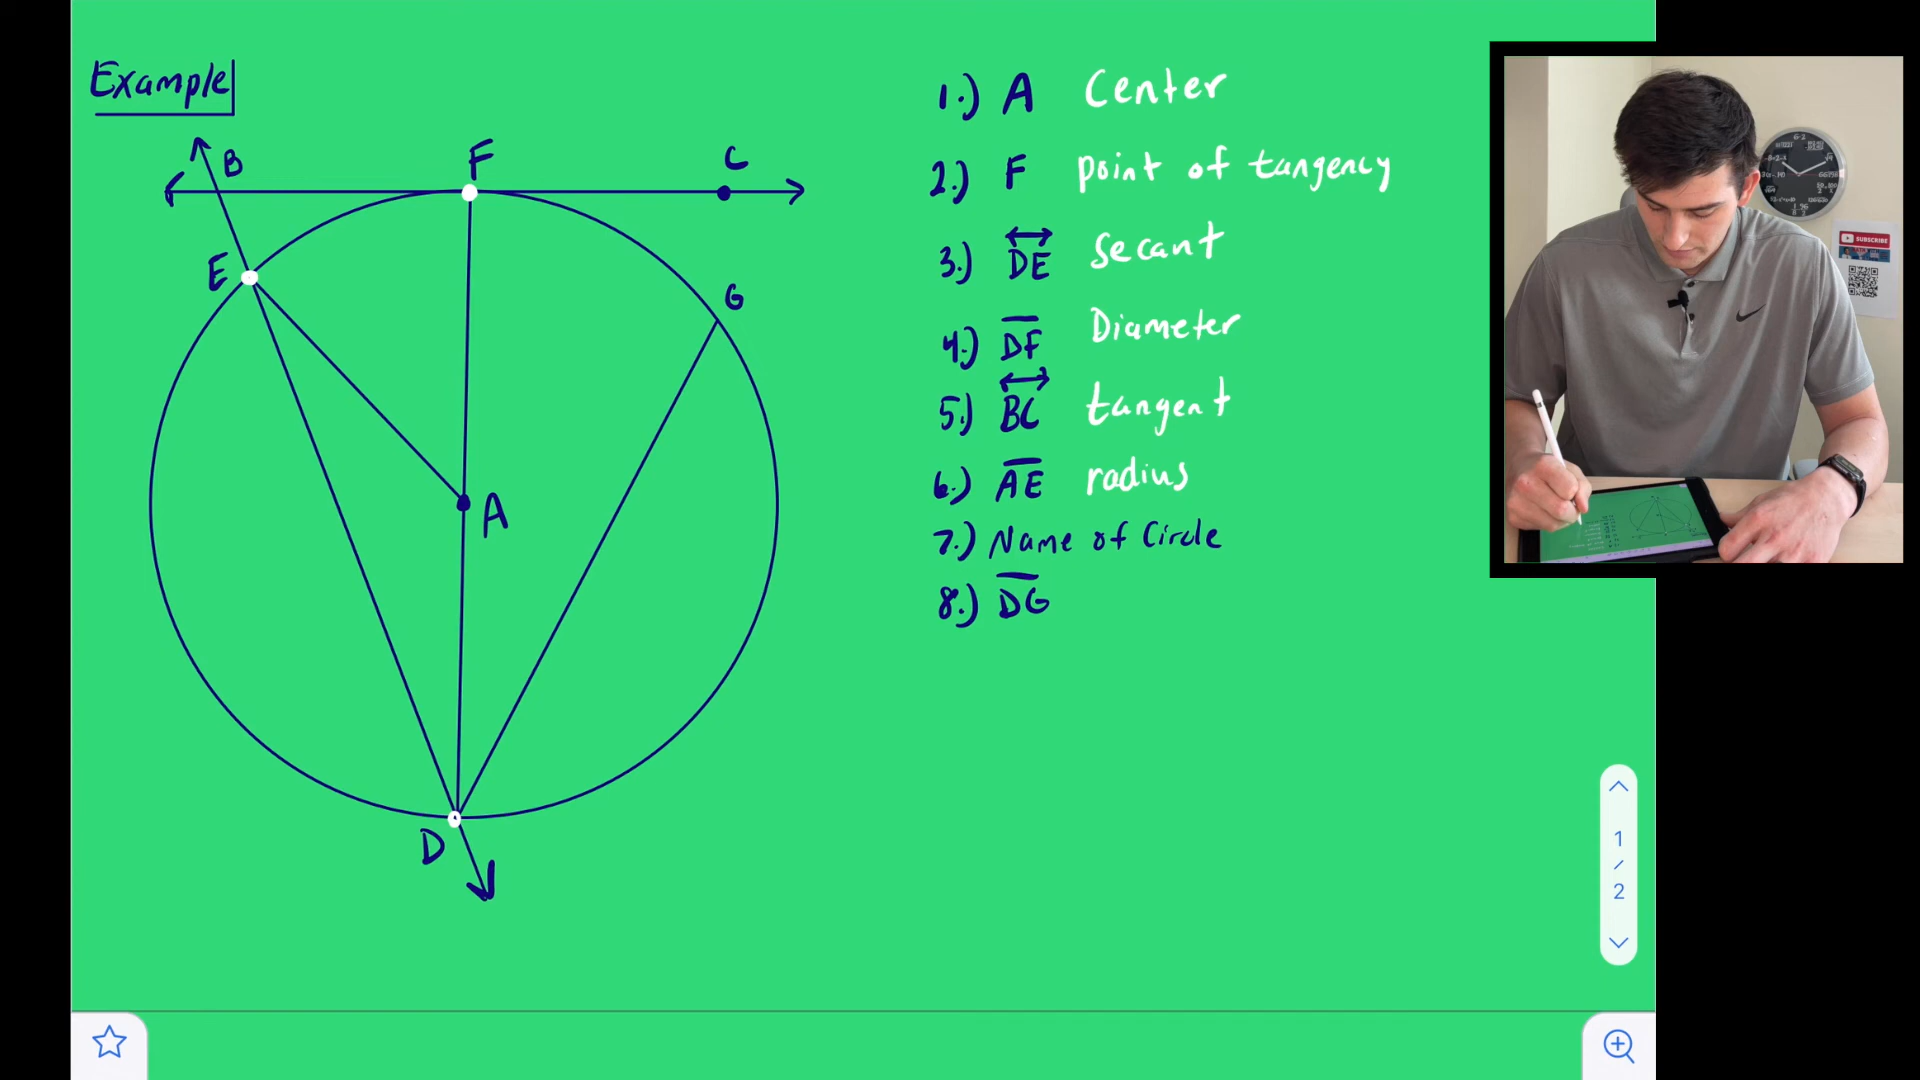 Example
B
F
C
E
G
A
D
1.) A Center
2.) F point of tangency
3.) DE secant
4.) DF Diameter
5.) BC tangent
6.) AE radius
7.) Name of Circle
8.) DG
1
/
2
SUBSCRIBE